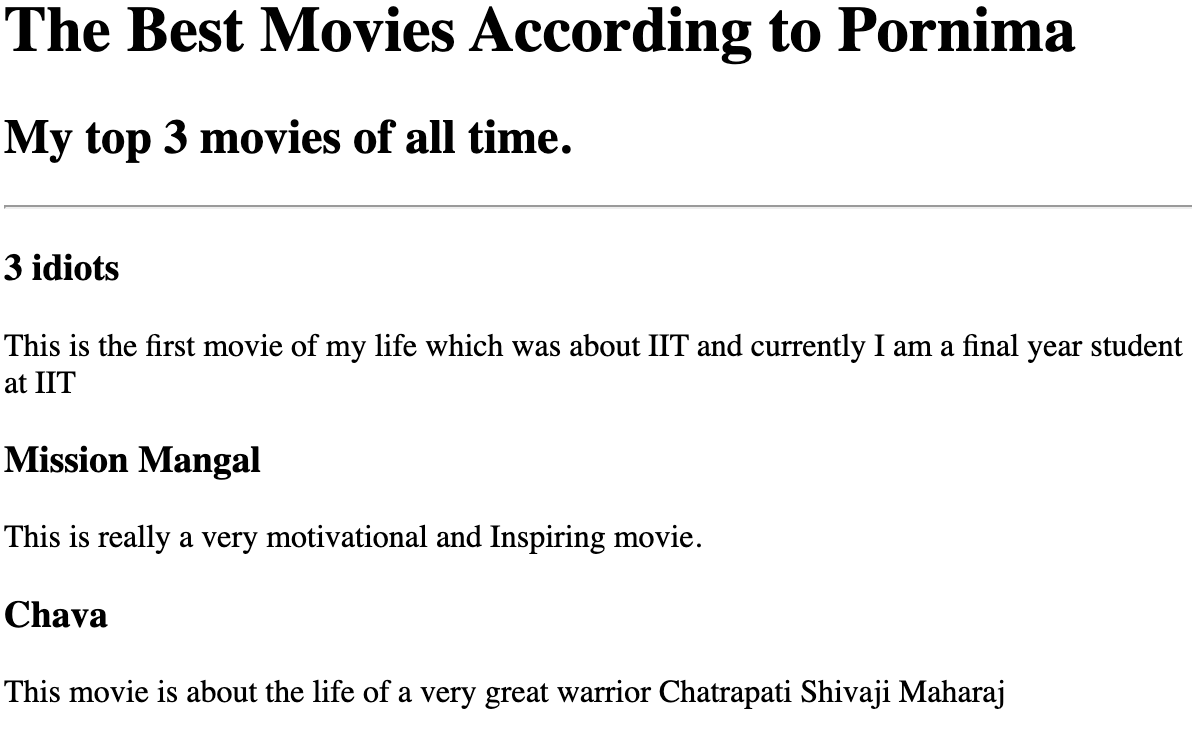 The Best Movies According to Pornima
My top 3 movies of all time.
3 idiots
This is the first movie of my life which was about IIT and currently I am a final year student
at IIT
Mission Mangal
This is really a very motivational and Inspiring movie.
Chava
This movie is about the life of a very great warrior Chatrapati Shivaji Maharaj